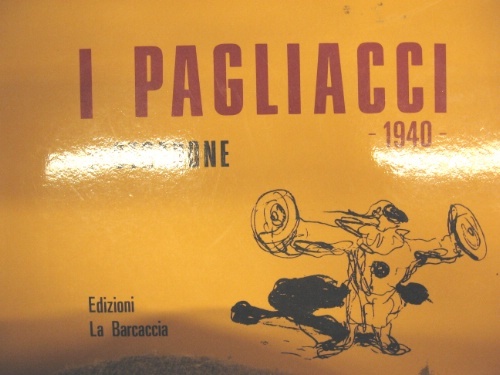 I PAGLIACCI
- 1940 -
Edizioni
La Barcaccia